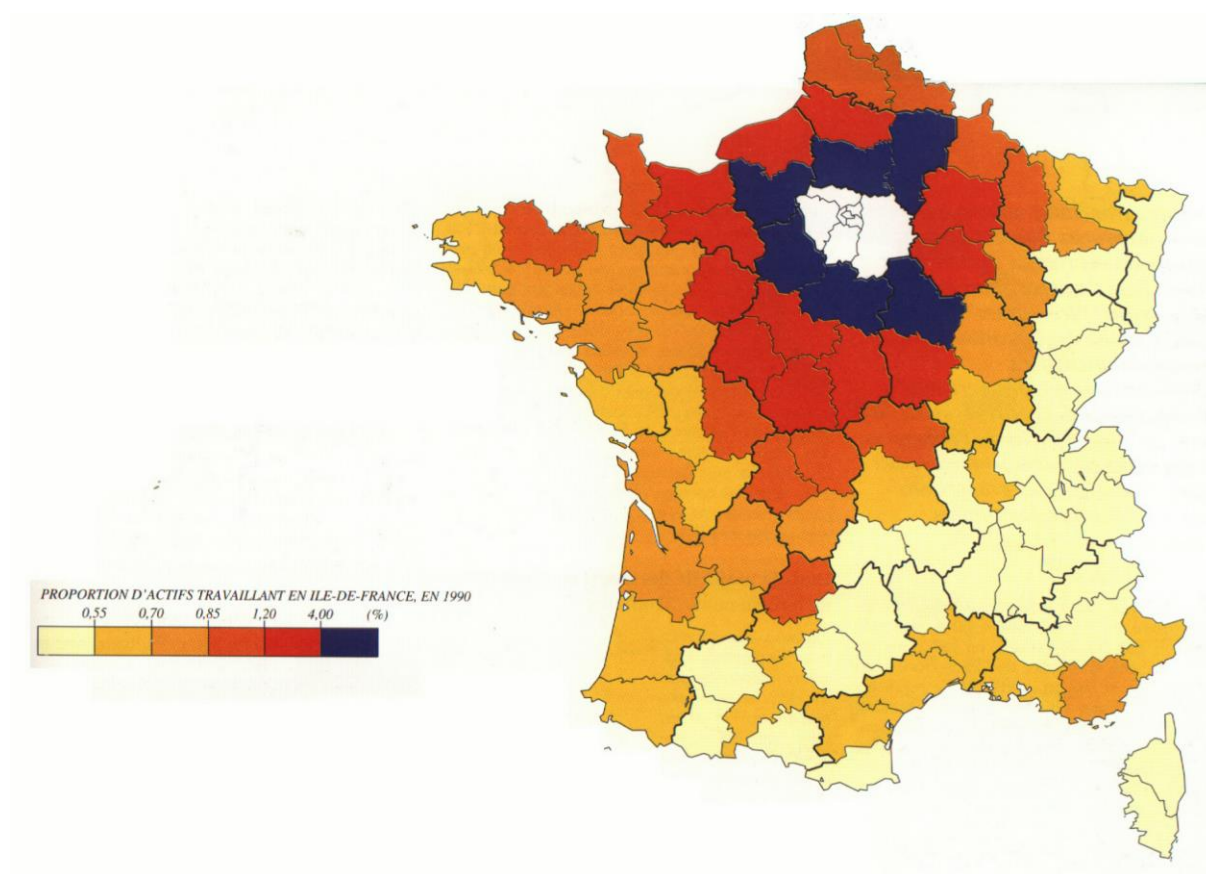 PROPORTION D'ACTIFS TRAVAILLANT EN ILE-DE-FRANCE, EN 1990
0.55 0.70 0.85 1,20 4,00 (%)